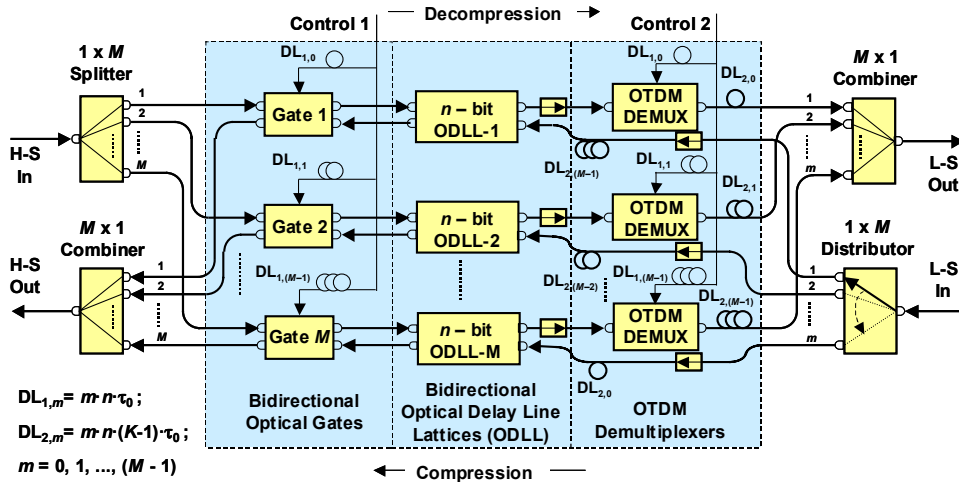 Control 1
Decompression
Control 2
1 x M
Splitter
DL1,0
DL1,0
DL2,0
M x 1
Combiner
1
2
M
H-S
In
Gate 1
n – bit
ODLL-1
OTDM
DEMUX
1
2
m
L-S
Out
DL2,(M–1)
DL1,1
DL1,1
DL2,1
Gate 2
n – bit
ODLL-2
OTDM
DEMUX
M x 1
Combiner
1 x M
Distributor
H-S
Out
1
2
M
DL1,(M–1)
DL2,(M–2)
DL1,(M–1)
DL2,(M–1)
1
2
m
L-S
In
Gate M
n – bit
ODLL-M
OTDM
DEMUX
DL2,0
DL1,m= m·n·τ0 ;
DL2,m= m·n·(K-1)·τ0 ;
m = 0, 1, ..., (M - 1)
Bidirectional
Optical Gates
Bidirectional
Optical Delay Line
Lattices (ODLL)
OTDM
Demultiplexers
Compression